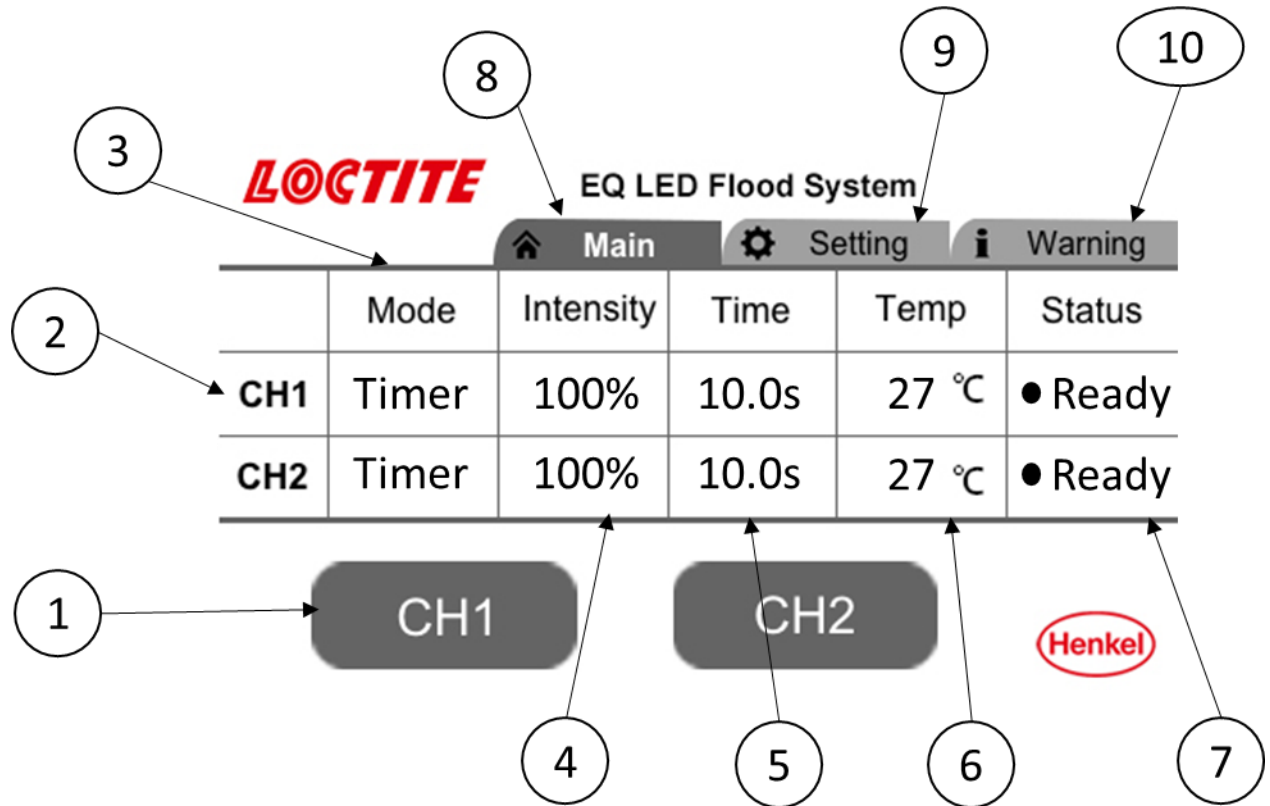 9
10
8
3
LOCTITE
EQ LED Flood System
Main Setting Warning
Mode Intensity Time Temp Status
2
CH1 Timer 100% 10.0s 27 ℃ ● Ready
CH2 Timer 100% 10.0s 27 ℃ ● Ready
1
CH1 CH2
Henkel
4 5 6 7